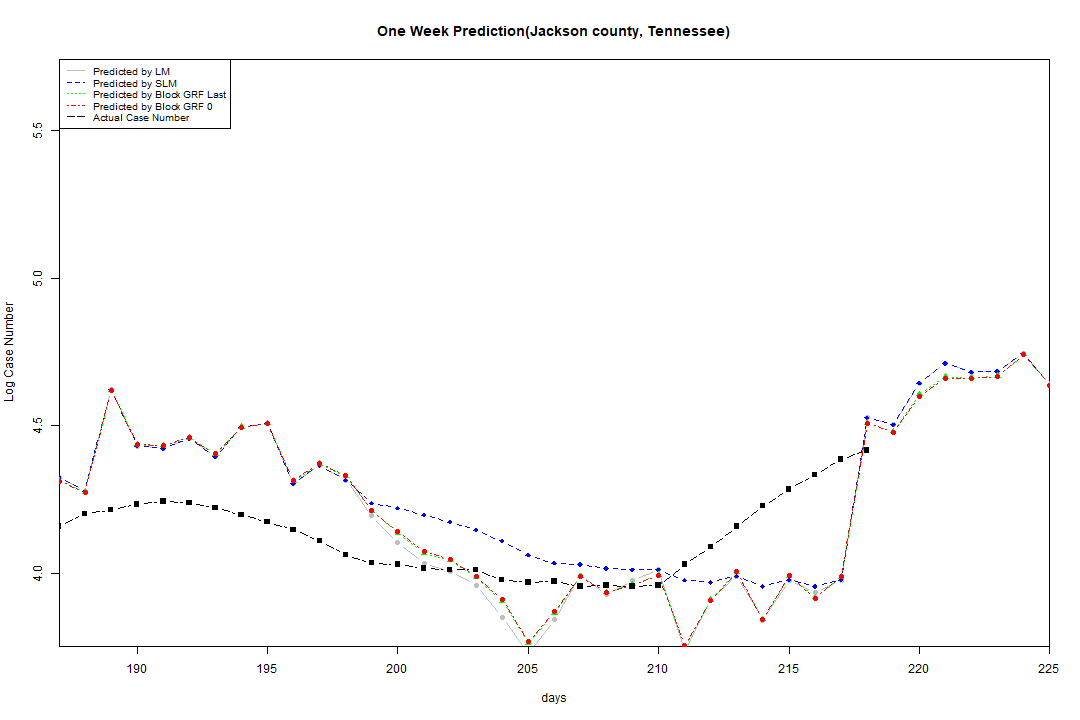 One Week Prediction(Jackson county, Tennessee)
Predicted by LM
Predicted by SLM
Predicted by Block GRF Last
Predicted by Block GRF 0
Actual Case Number
5.5
5.0
4.5
4.0
Log Case Number
190 195 200 205 210 215 220 225
days